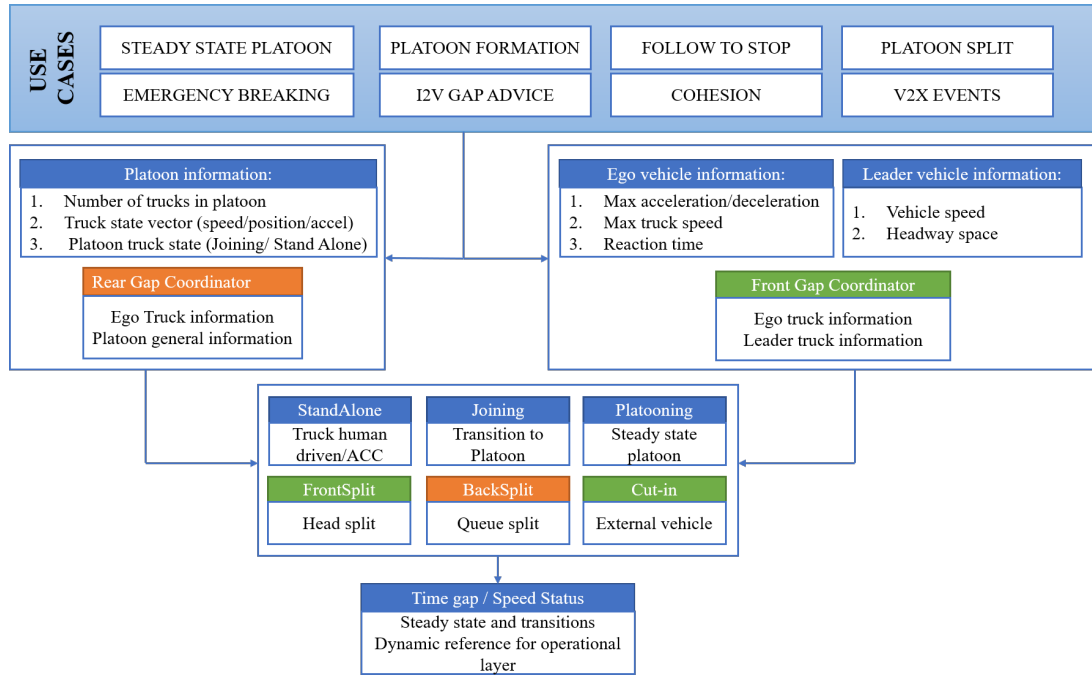 USE
CASES
STEADY STATE PLATOON
PLATOON FORMATION
FOLLOW TO STOP
PLATOON SPLIT
EMERGENCY BREAKING
I2V GAP ADVICE
COHESION
V2X EVENTS
Platoon information:
1. Number of trucks in platoon
2. Truck state vector (speed/position/accel)
3. Platoon truck state (Joining/ Stand Alone)
Rear Gap Coordinator
Ego Truck information
Platoon general information
Ego vehicle information:
1. Max acceleration/deceleration
2. Max truck speed
3. Reaction time
Leader vehicle information:
1. Vehicle speed
2. Headway space
Front Gap Coordinator
Ego truck information
Leader truck information
StandAlone
Truck human
driven/ACC
Joining
Transition to
Platoon
Platooning
Steady state
platoon
FrontSplit
Head split
BackSplit
Queue split
Cut-in
External vehicle
Time gap / Speed Status
Steady state and transitions
Dynamic reference for operational
layer